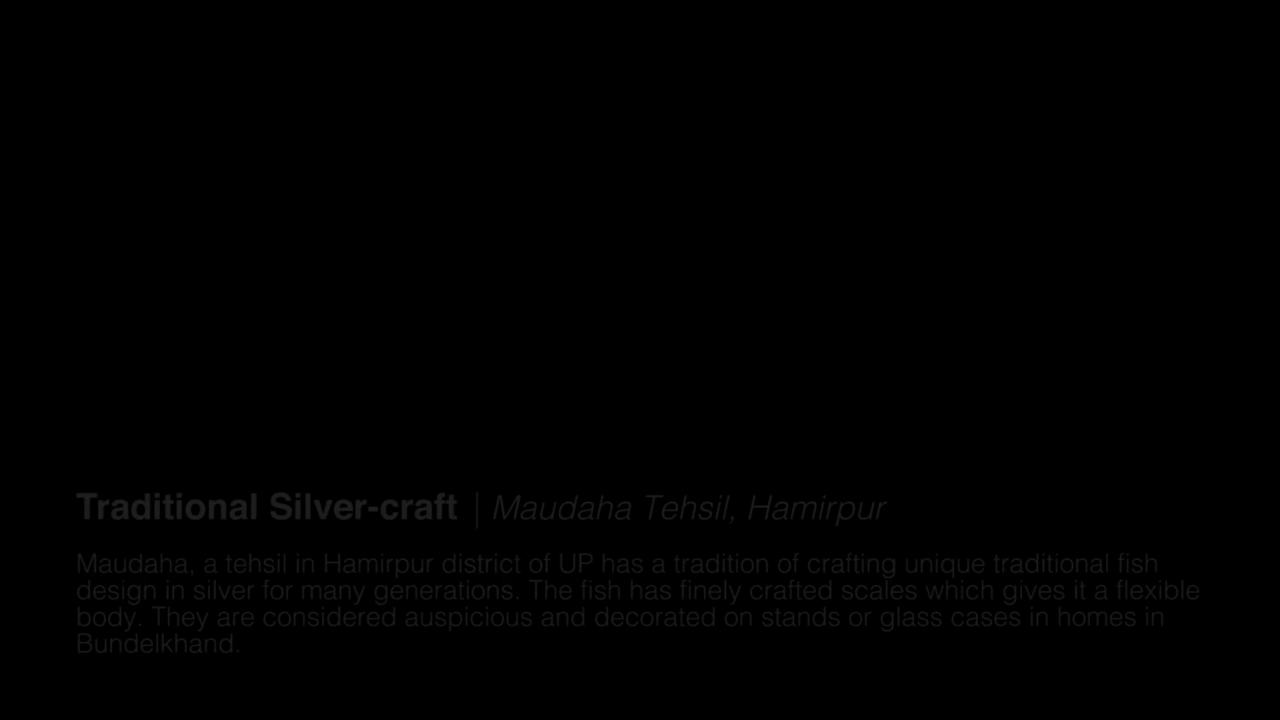 Traditional Silver-craft | Maudaha Tehsil, Hamirpur
Maudaha, a tehsil in Hamirpur district of UP has a tradition of crafting unique traditional fish
design in silver for many generations. The fish has finely crafted scales which gives it a flexible
body. They are considered auspicious and decorated on stands or glass cases in homes in
Bundelkhand.